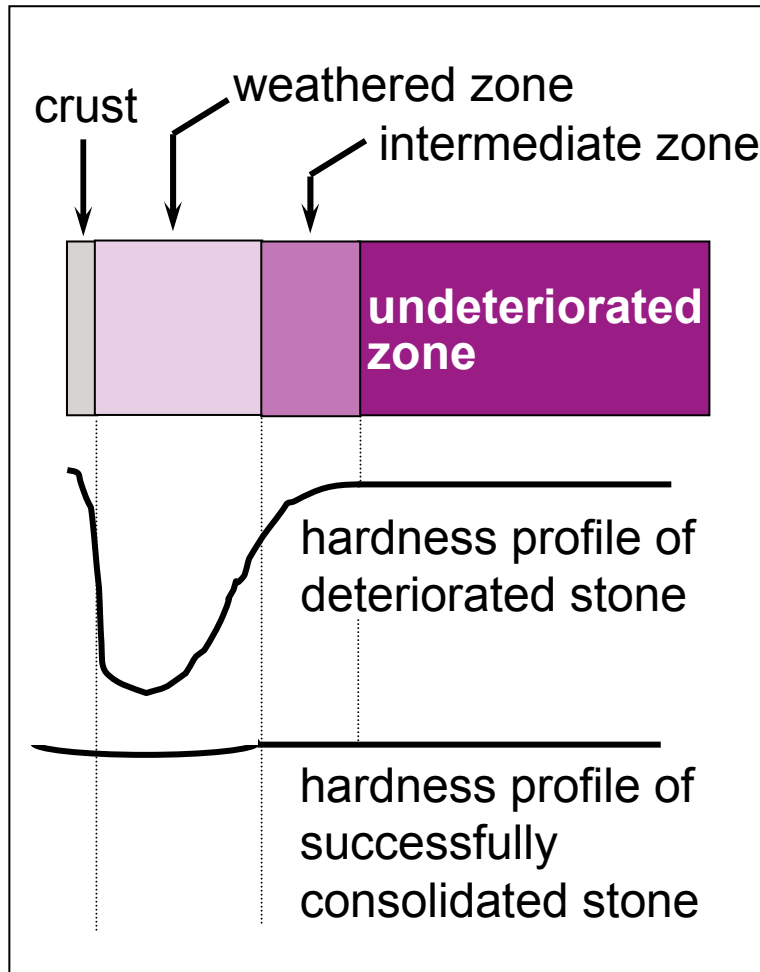 crust
weathered zone
intermediate zone
undeteriorated
zone
hardness profile of
deteriorated stone
hardness profile of
successfully
consolidated stone